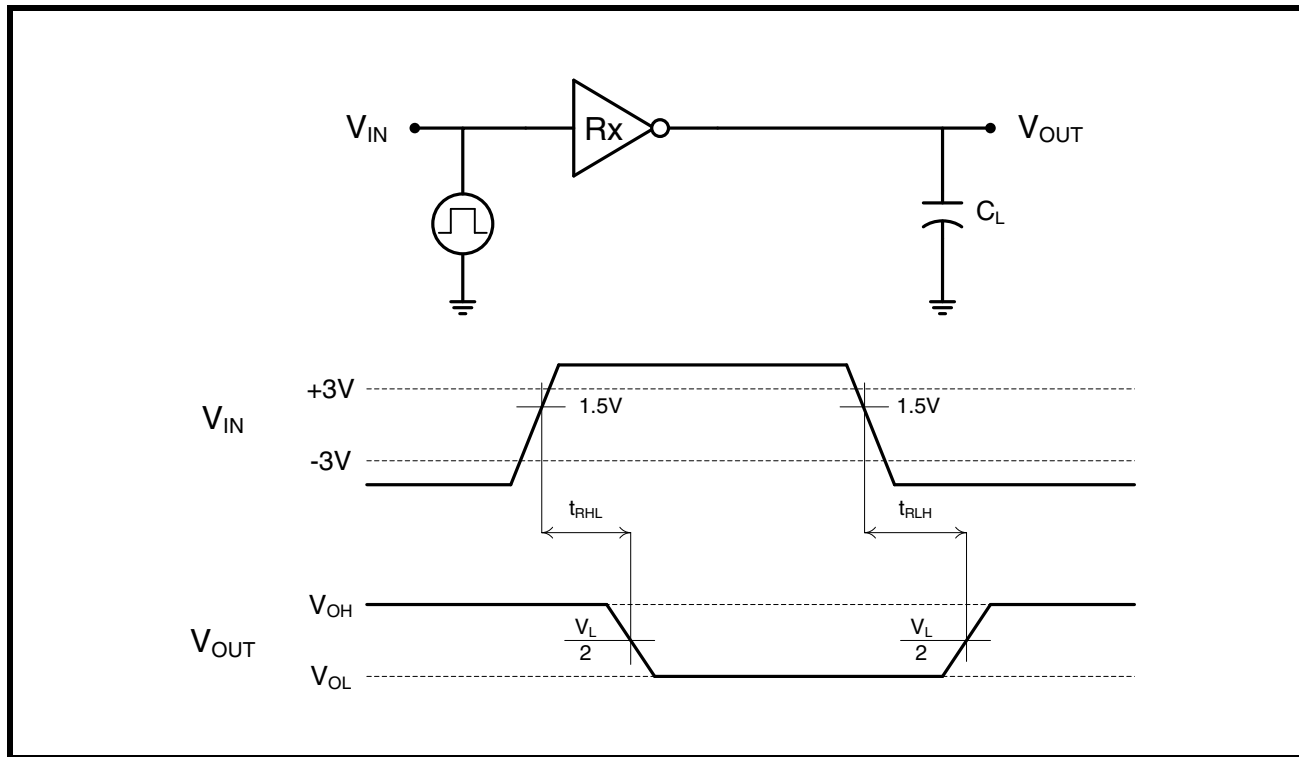 V_IN Rx V_OUT
C_L
+3V
1.5V 1.5V
V_IN
-3V
t_RHL t_RLH
V_OH
V_L V_L
2 2
V_OUT
V_OL